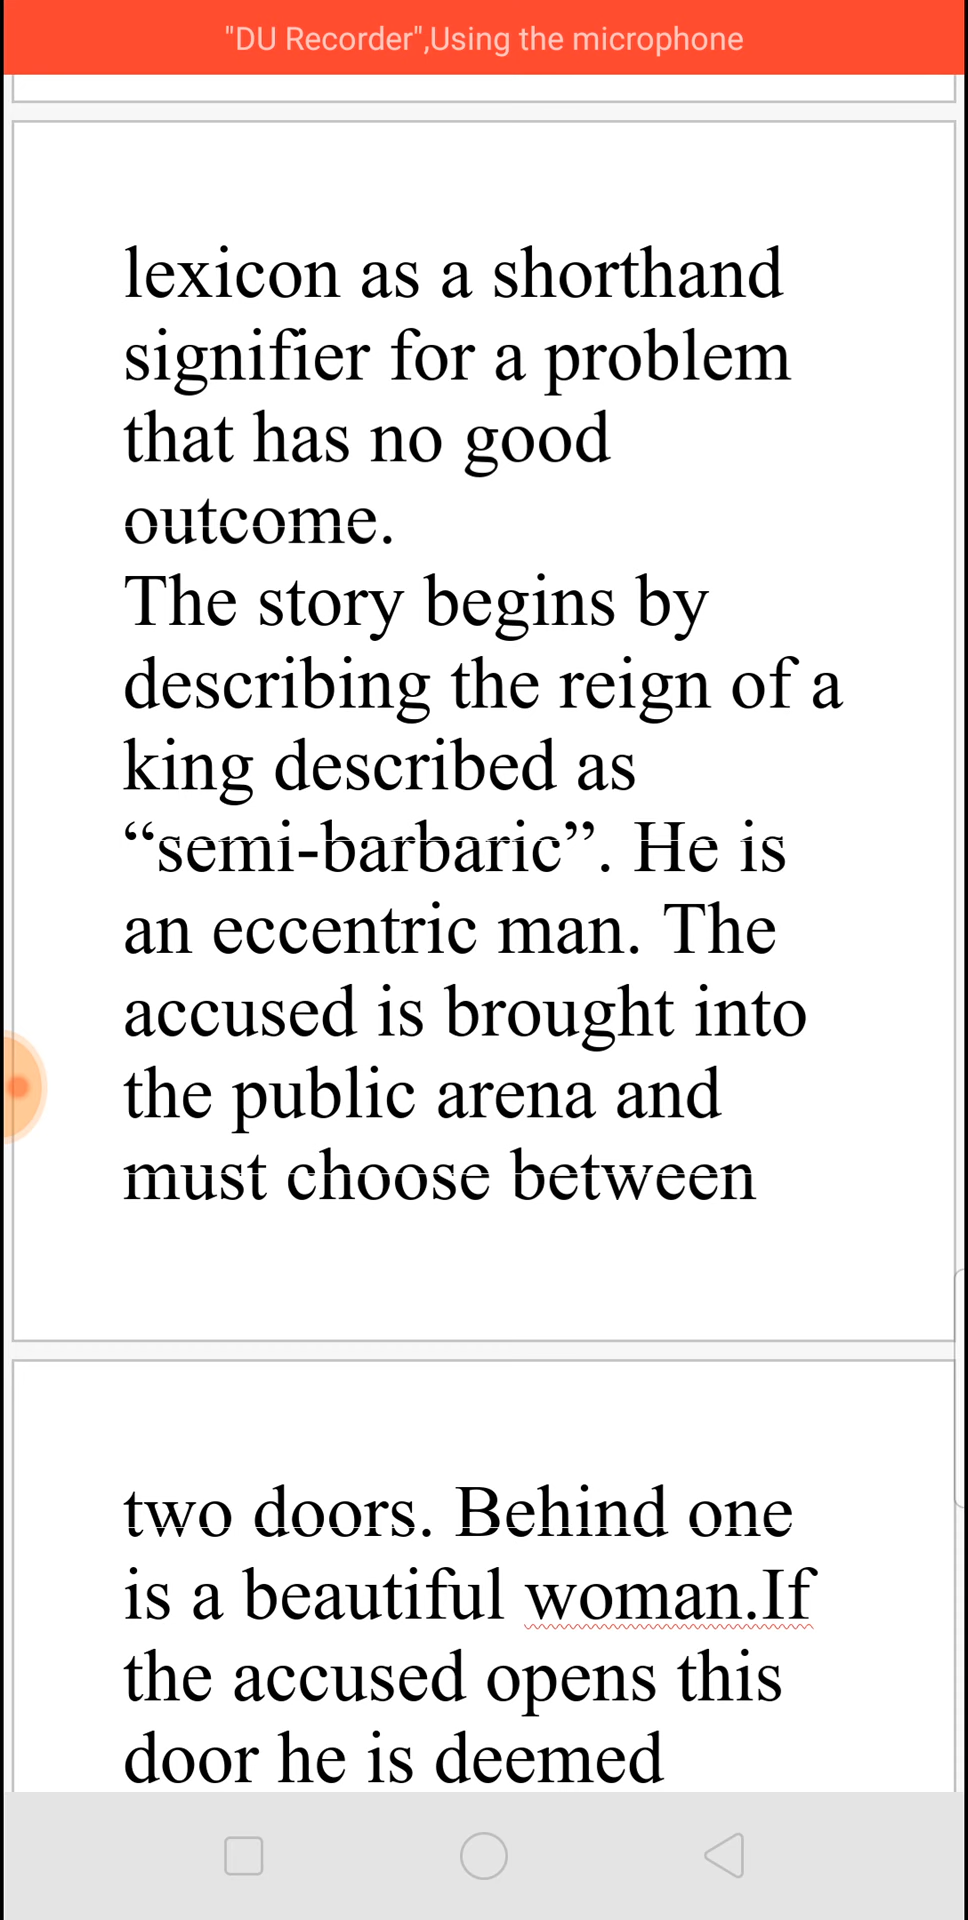 "DU Recorder",Using the microphone
lexicon as a shorthand
signifier for a problem
that has no good
outcome.
The story begins by
describing the reign of a
king described as
“semi-barbaric”. He is
an eccentric man. The
accused is brought into
the public arena and
must choose between
two doors. Behind one
is a beautiful woman.If
the accused opens this
door he is deemed